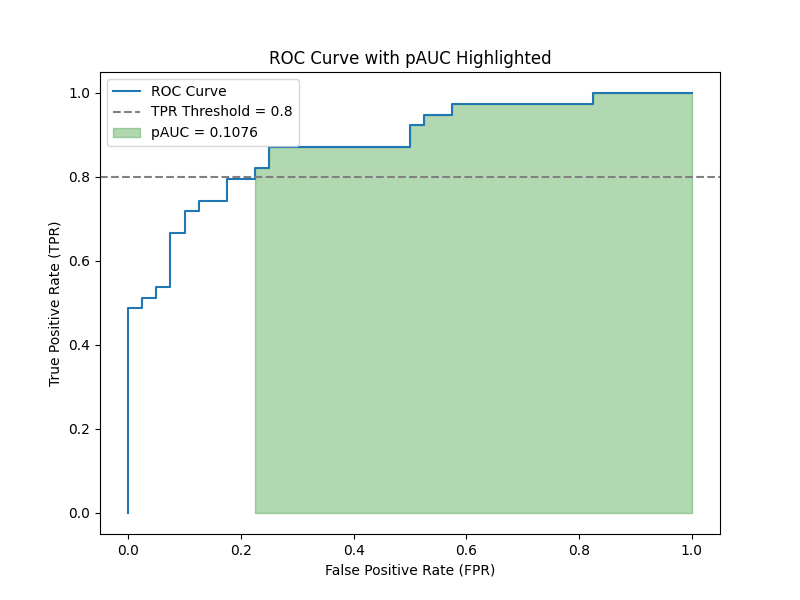 ROC Curve with pAUC Highlighted
ROC Curve
TPR Threshold = 0.8
pAUC = 0.1076
True Positive Rate (TPR)
1.0
0.8
0.6
0.4
0.2
0.0
0.0 0.2 0.4 0.6 0.8 1.0
False Positive Rate (FPR)